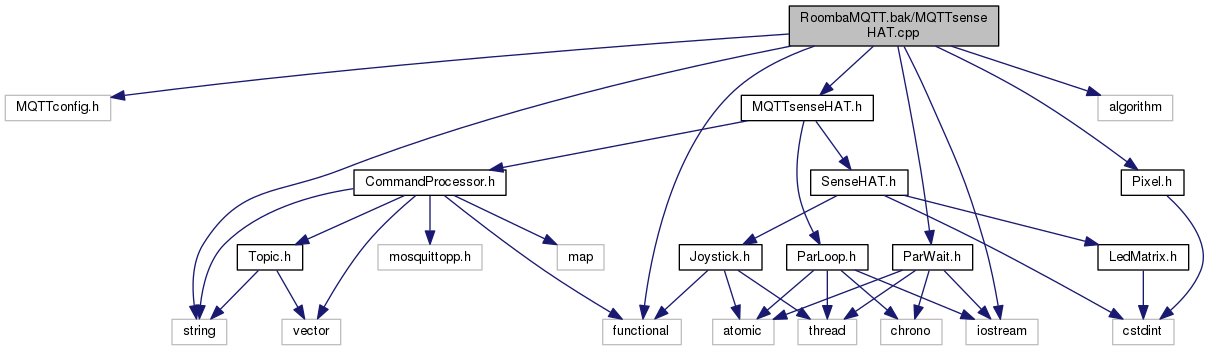 RoombaMQTT.bak/MQTTsense
HAT.cpp
MQTTconfig.h
MQTTsenseHAT.h
algorithm
CommandProcessor.h
SenseHAT.h
Pixel.h
Topic.h
mosquittopp.h
map
Joystick.h
ParLoop.h
ParWait.h
LedMatrix.h
string
vector
functional
atomic
thread
chrono
iostream
cstdint